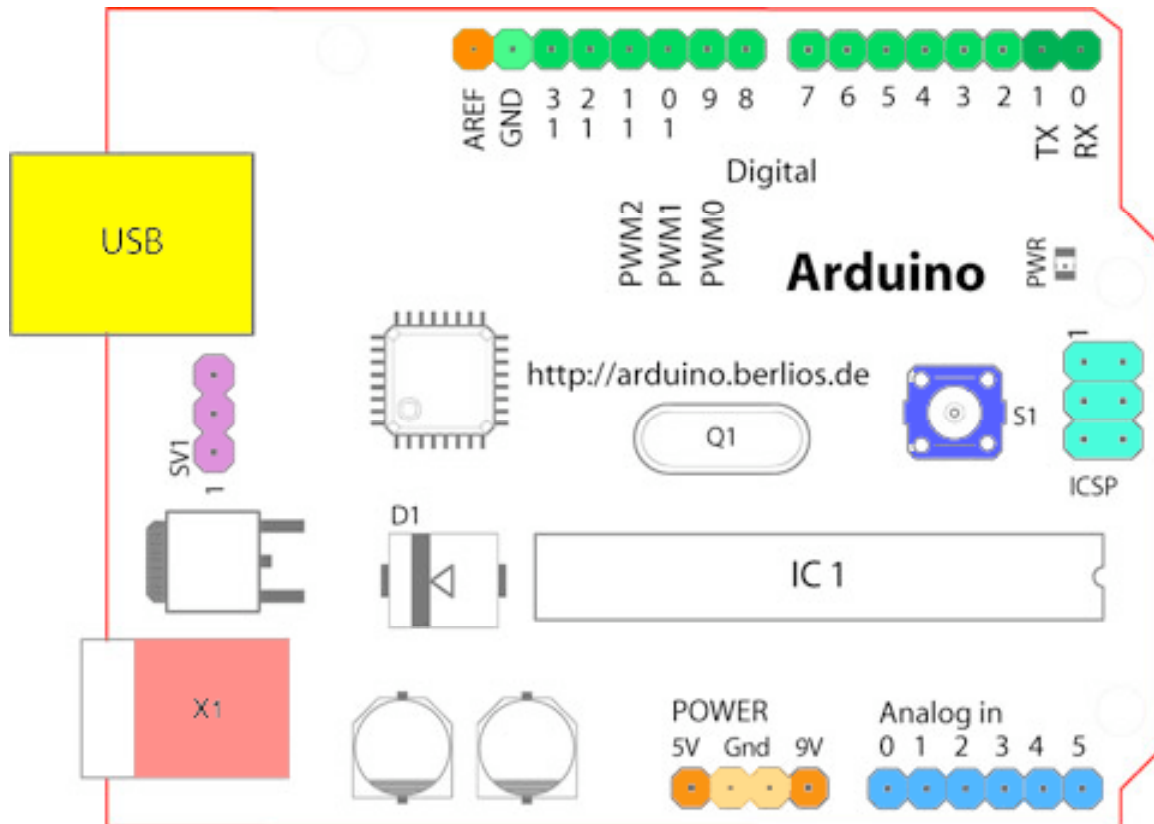 AREF GND 3 2 1 0 9 8 7 6 5 4 3 2 1 0
1 1 1 1 TX RX
Digital
USB
PWM2 PWM1 PWM0
Arduino
PWR
1
http://arduino.berlios.de
Q1
S1
SV1
1
ICSP
D1
IC 1
X1
POWER
5V Gnd 9V
Analog in
0 1 2 3 4 5